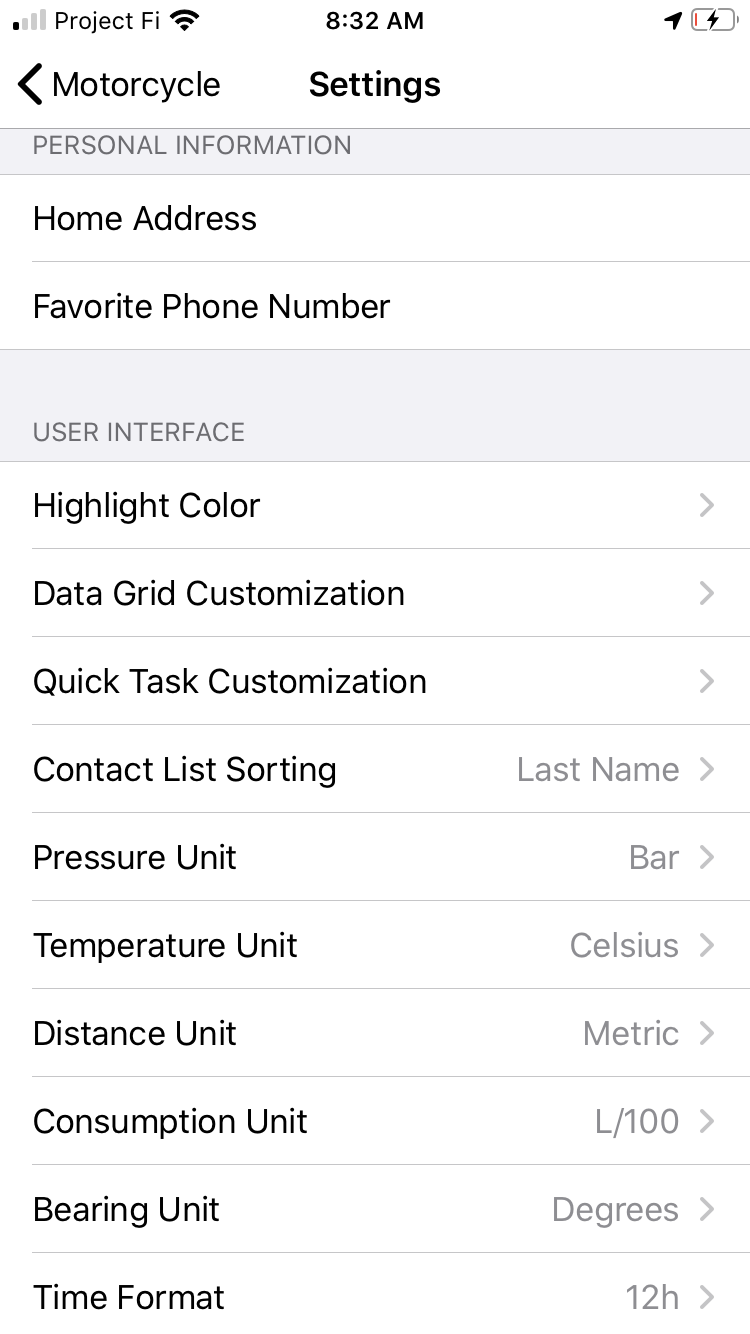 Project Fi 8:32 AM
Motorcycle Settings
PERSONAL INFORMATION
Home Address
Favorite Phone Number
USER INTERFACE
Highlight Color
Data Grid Customization
Quick Task Customization
Contact List Sorting Last Name
Pressure Unit Bar
Temperature Unit Celsius
Distance Unit Metric
Consumption Unit L/100
Bearing Unit Degrees
Time Format 12h